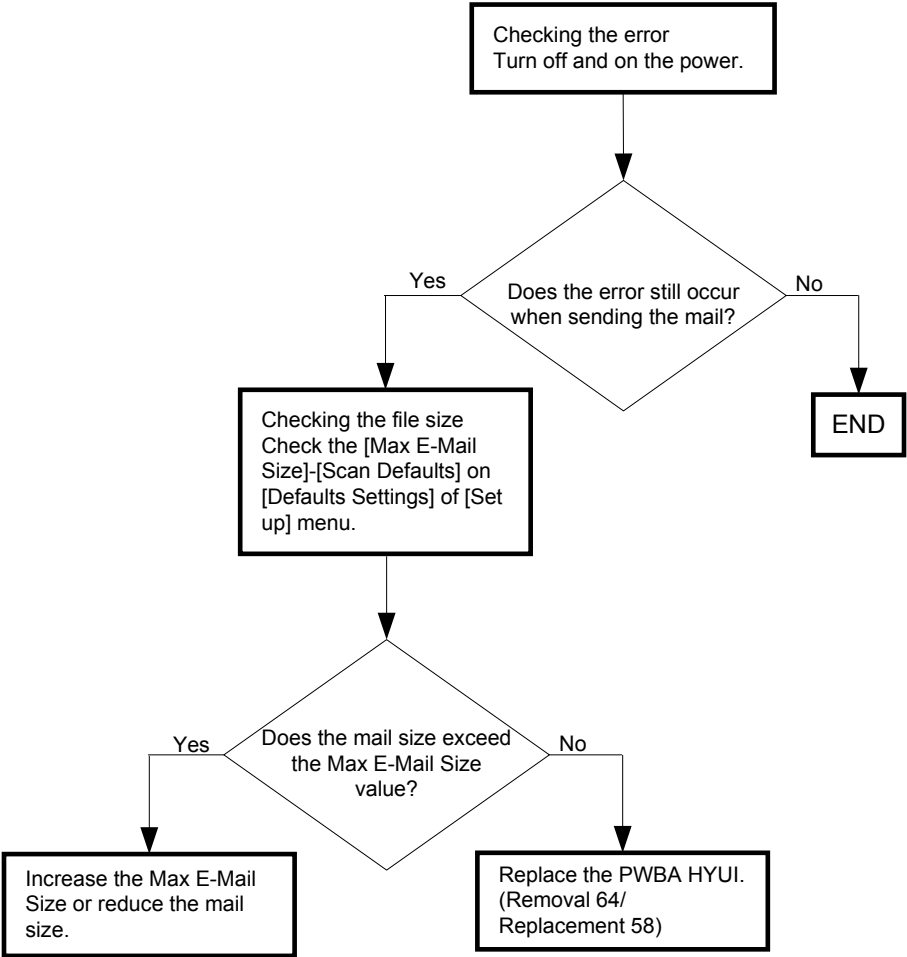 Checking the error
Turn off and on the power.
Yes
No
Does the error still occur
when sending the mail?
Checking the file size
Check the [Max E-Mail
Size]-[Scan Defaults] on
[Defaults Settings] of [Set
up] menu.
END
Yes
No
Does the mail size exceed
the Max E-Mail Size
value?
Increase the Max E-Mail
Size or reduce the mail
size.
Replace the PWBA HYUI.
(Removal 64/
Replacement 58)